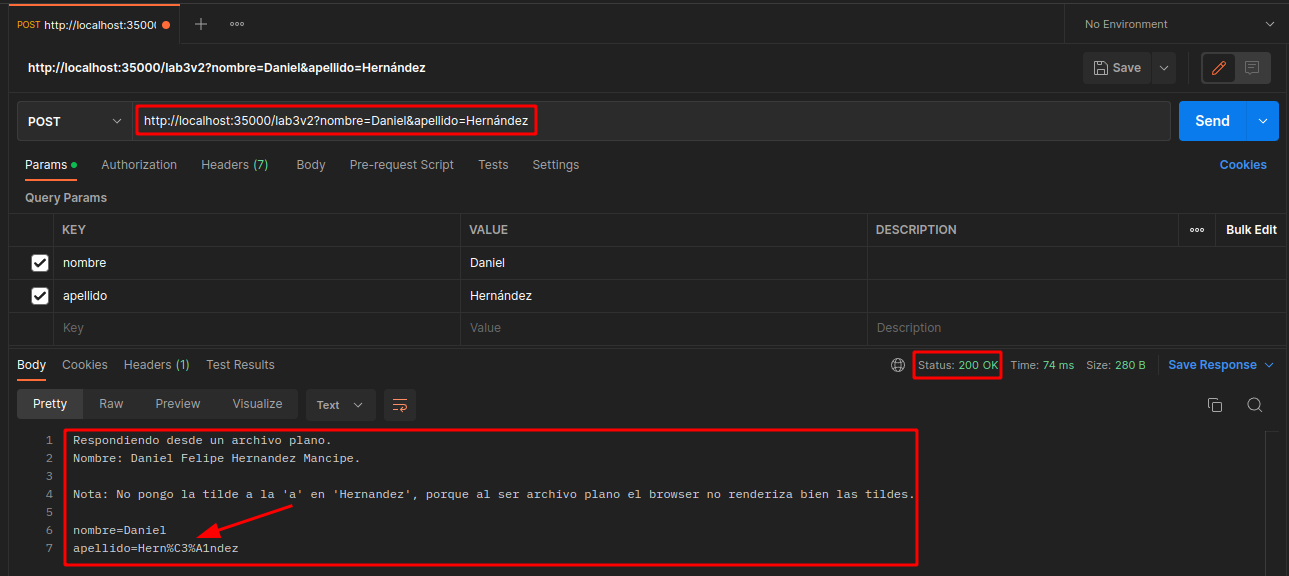 POST http://localhost:3500
No Environment
http://localhost:35000/lab3v2?nombre=Daniel&apellido=Hernández
Save
POST http://localhost:35000/lab3v2?nombre=Daniel&apellido=Hernández Send
Params Authorization Headers (7) Body Pre-request Script Tests Settings Cookies
Query Params
KEY VALUE DESCRIPTION Bulk Edit
nombre Daniel
apellido Hernández
Key Value Description
Body Cookies Headers (1) Test Results Status: 200 OK Time: 74 ms Size: 280 B Save Response
Pretty Raw Preview Visualize Text
1 Respondiendo desde un archivo plano.
2 Nombre: Daniel Felipe Hernandez Mancipe.
3
4 Nota: No pongo la tilde a la 'a' en 'Hernandez', porque al ser archivo plano el browser no renderiza bien las tildes.
5
6 nombre=Daniel
7 apellido=Hern%C3%A1ndez